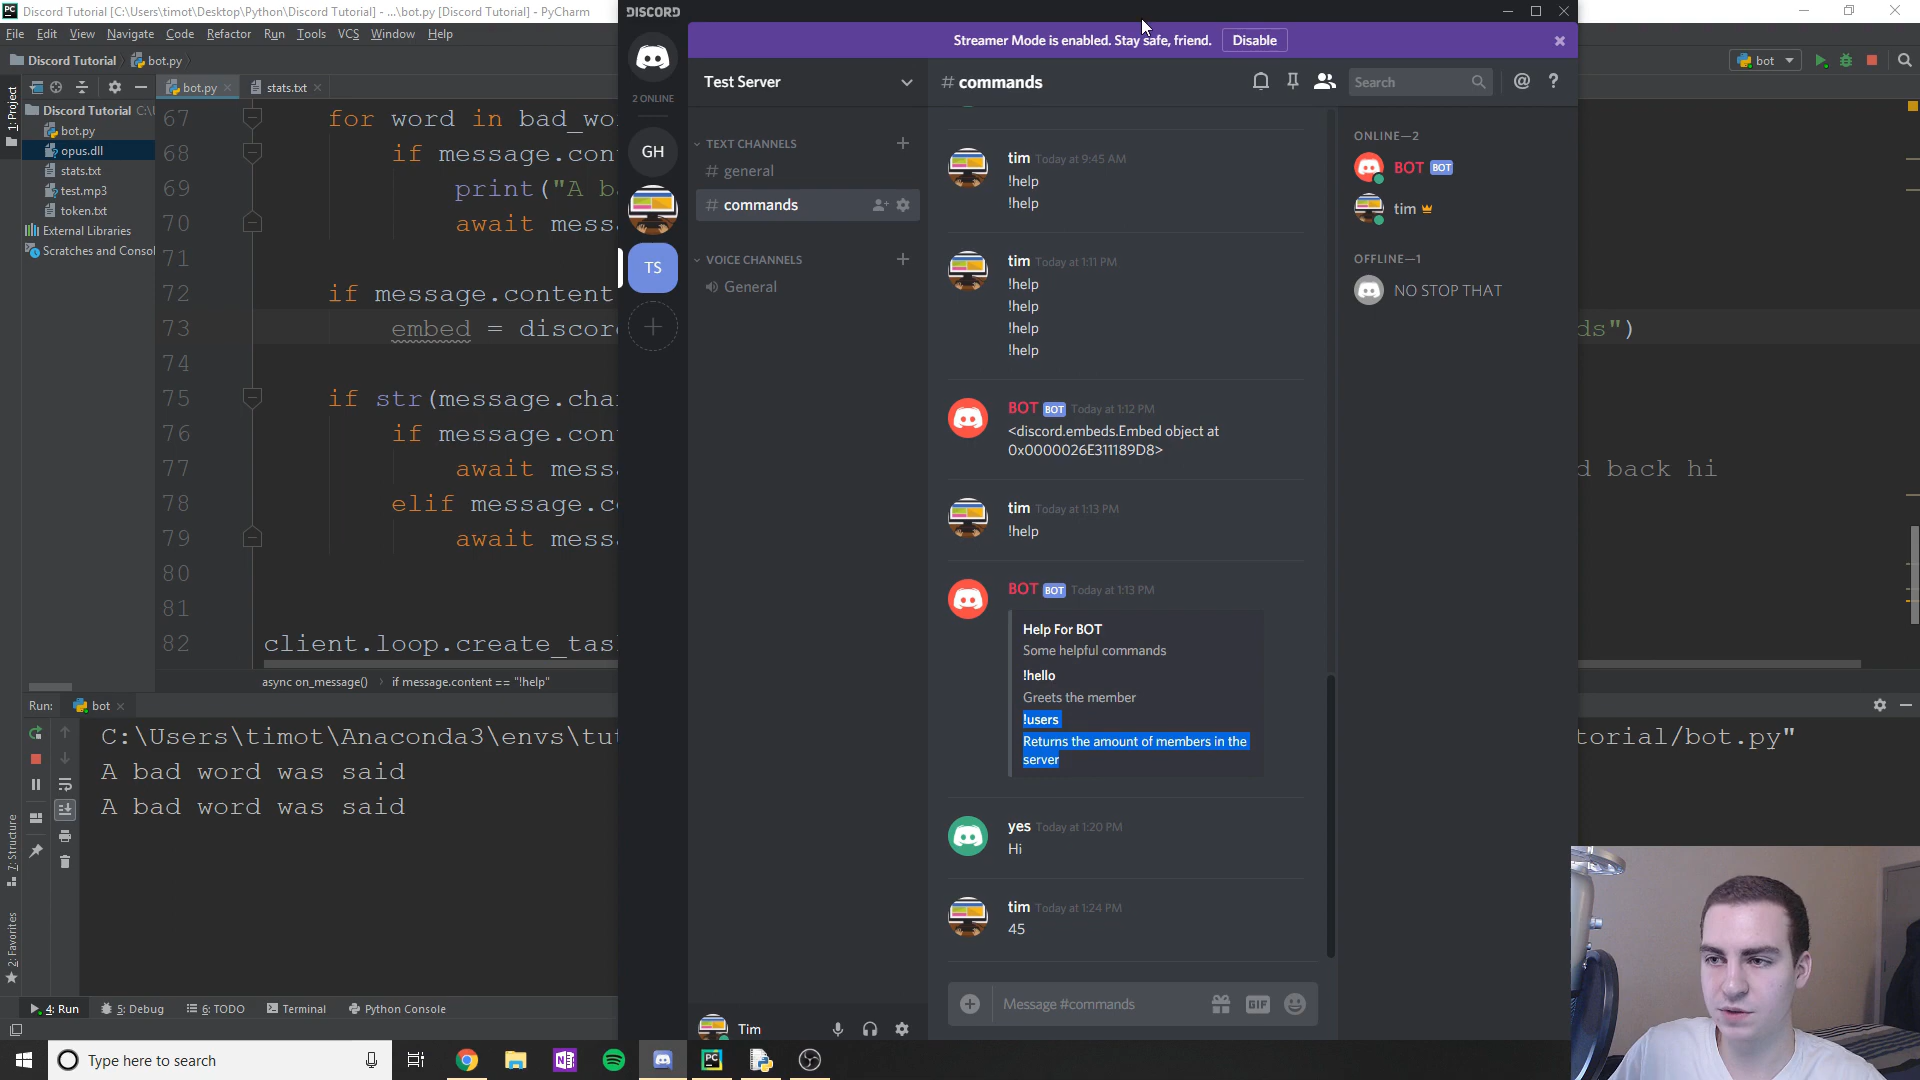 Discord Tutorial [C:\Users\timot\Desktop\Python\Discord Tutorial] - ...\bot.py [Discord Tutorial] - PyCharm
File Edit View Navigate Code Refactor Run Tools VCS Window Help
Discord Tutorial bot.py
bot
1: Project
bot.py
stats.txt
Discord Tutorial C:\
bot.py
opus.dll
stats.txt
test.mp3
token.txt
External Libraries
Scratches and Consol
67 for word in bad_wo
68 if message.con
69 print("A b
70 await mess
71
72 if message.content
73 embed = discor
ds")
74
75 if str(message.cha
76 if message.con
77 await mess
d back hi
78 elif message.c
79 await mess
80
81
82 client.loop.create_tas
async on_message() if message.content == "!help"
Run: bot
C:\Users\timot\Anaconda3\envs\tu
torial/bot.py"
A bad word was said
A bad word was said
7: Structure
2: Favorites
4: Run 5: Debug 6: TODO Terminal Python Console
DISCORD
Streamer Mode is enabled. Stay safe, friend. Disable
2 ONLINE
GH
TS
Test Server
TEXT CHANNELS
# general
# commands
VOICE CHANNELS
General
Tim
# commands
Search
tim Today at 9:45 AM
!help
!help
tim Today at 1:11 PM
!help
!help
!help
!help
BOT BOT Today at 1:12 PM
<discord.embeds.Embed object at
0x0000026E311189D8>
tim Today at 1:13 PM
!help
BOT BOT Today at 1:13 PM
Help For BOT
Some helpful commands
!hello
Greets the member
!users
Returns the amount of members in the
server
yes Today at 1:20 PM
Hi
tim Today at 1:24 PM
45
Message #commands
GIF
ONLINE—2
BOT BOT
tim
OFFLINE—1
NO STOP THAT
Type here to search